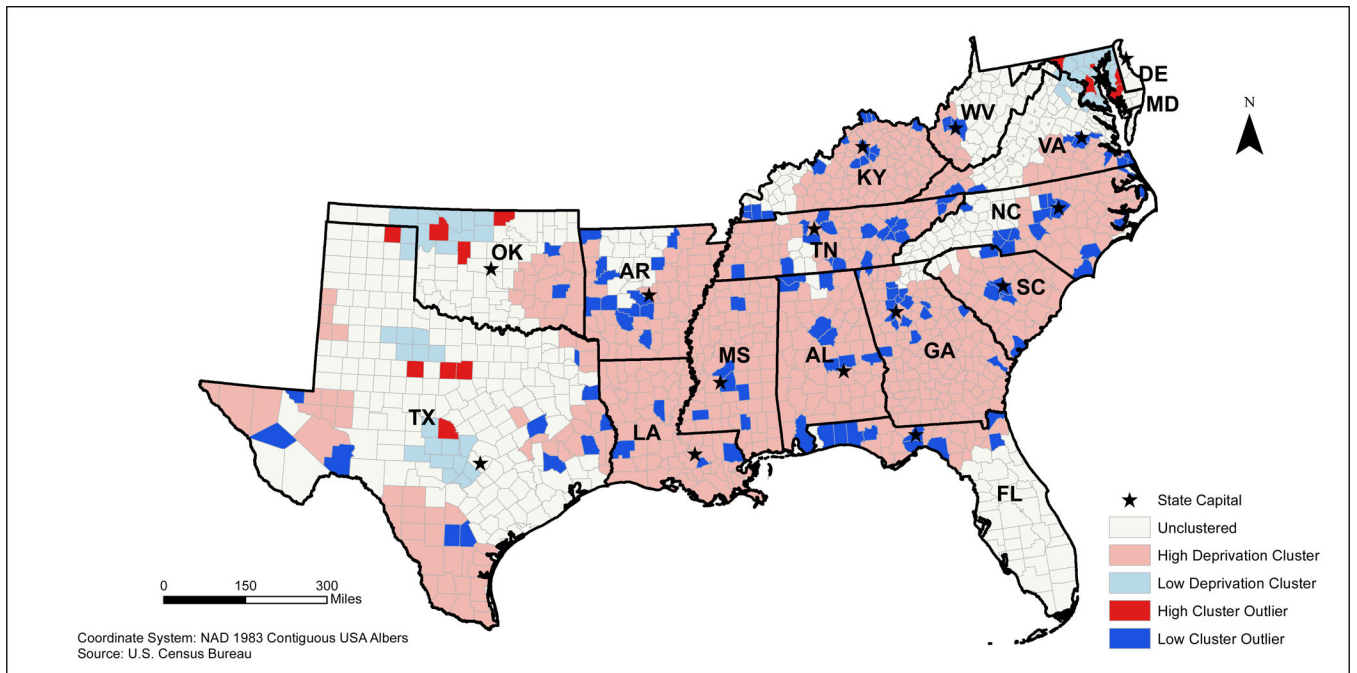 DE
MD
N
WV
VA
KY
NC
OK
TN
AR
SC
MS
AL
GA
TX
LA
FL
State Capital
Unclustered
High Deprivation Cluster
Low Deprivation Cluster
High Cluster Outlier
Low Cluster Outlier
0 150 300
Miles
Coordinate System: NAD 1983 Contiguous USA Albers
Source: U.S. Census Bureau